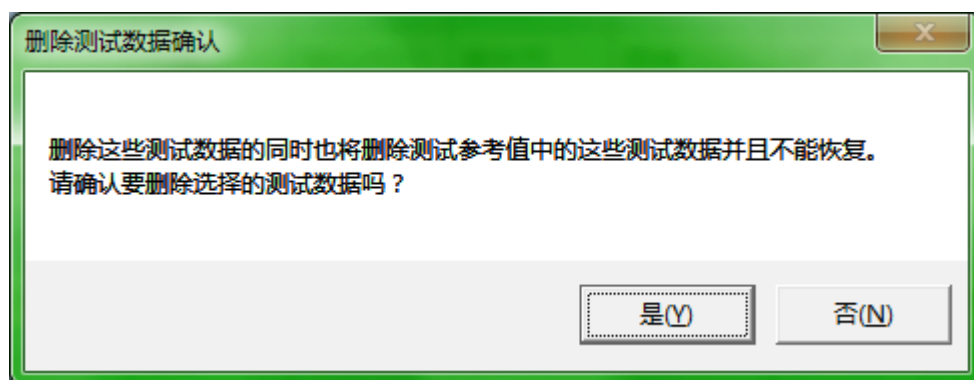 删除测试数据确认
删除这些测试数据的同时也将删除测试参考值中的这些测试数据并且不能恢复。
请确认要删除选择的测试数据吗？
是(Y)
否(N)